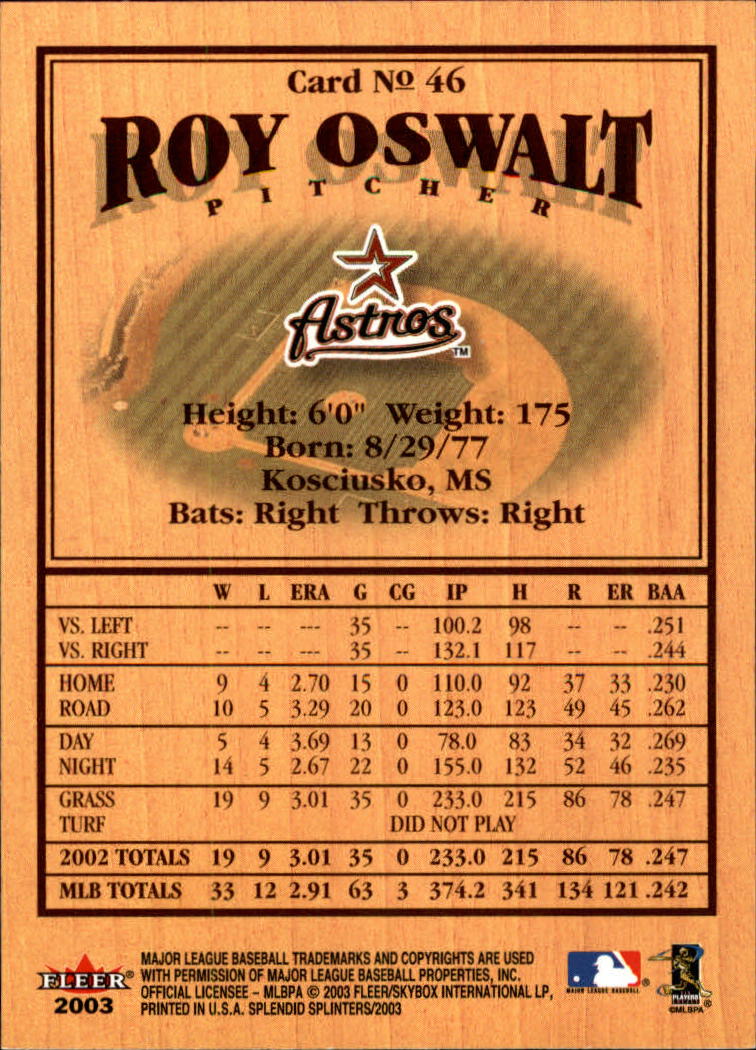 Card No 46
ROY OSWALT
PITCHER
Astros
TM
Height: 6'0" Weight: 175
Born: 8/29/77
Kosciusko, MS
Bats: Right Throws: Right
W L ERA G CG IP H R ER BAA
VS. LEFT -- -- --- 35 -- 100.2 98 -- -- .251
VS. RIGHT -- -- --- 35 -- 132.1 117 -- -- .244
HOME 9 4 2.70 15 0 110.0 92 37 33 .230
ROAD 10 5 3.29 20 0 123.0 123 49 45 .262
DAY 5 4 3.69 13 0 78.0 83 34 32 .269
NIGHT 14 5 2.67 22 0 155.0 132 52 46 .235
GRASS 19 9 3.01 35 0 233.0 215 86 78 .247
TURF DID NOT PLAY
2002 TOTALS 19 9 3.01 35 0 233.0 215 86 78 .247
MLB TOTALS 33 12 2.91 63 3 374.2 341 134 121 .242
FLEER®
2003
MAJOR LEAGUE BASEBALL TRADEMARKS AND COPYRIGHTS ARE USED
WITH PERMISSION OF MAJOR LEAGUE BASEBALL PROPERTIES, INC.
OFFICIAL LICENSEE – MLBPA © 2003 FLEER/SKYBOX INTERNATIONAL LP,
PRINTED IN U.S.A. SPLENDID SPLINTERS/2003
MAJOR LEAGUE BASEBALL ®
PLAYERS ®
©MLBPA